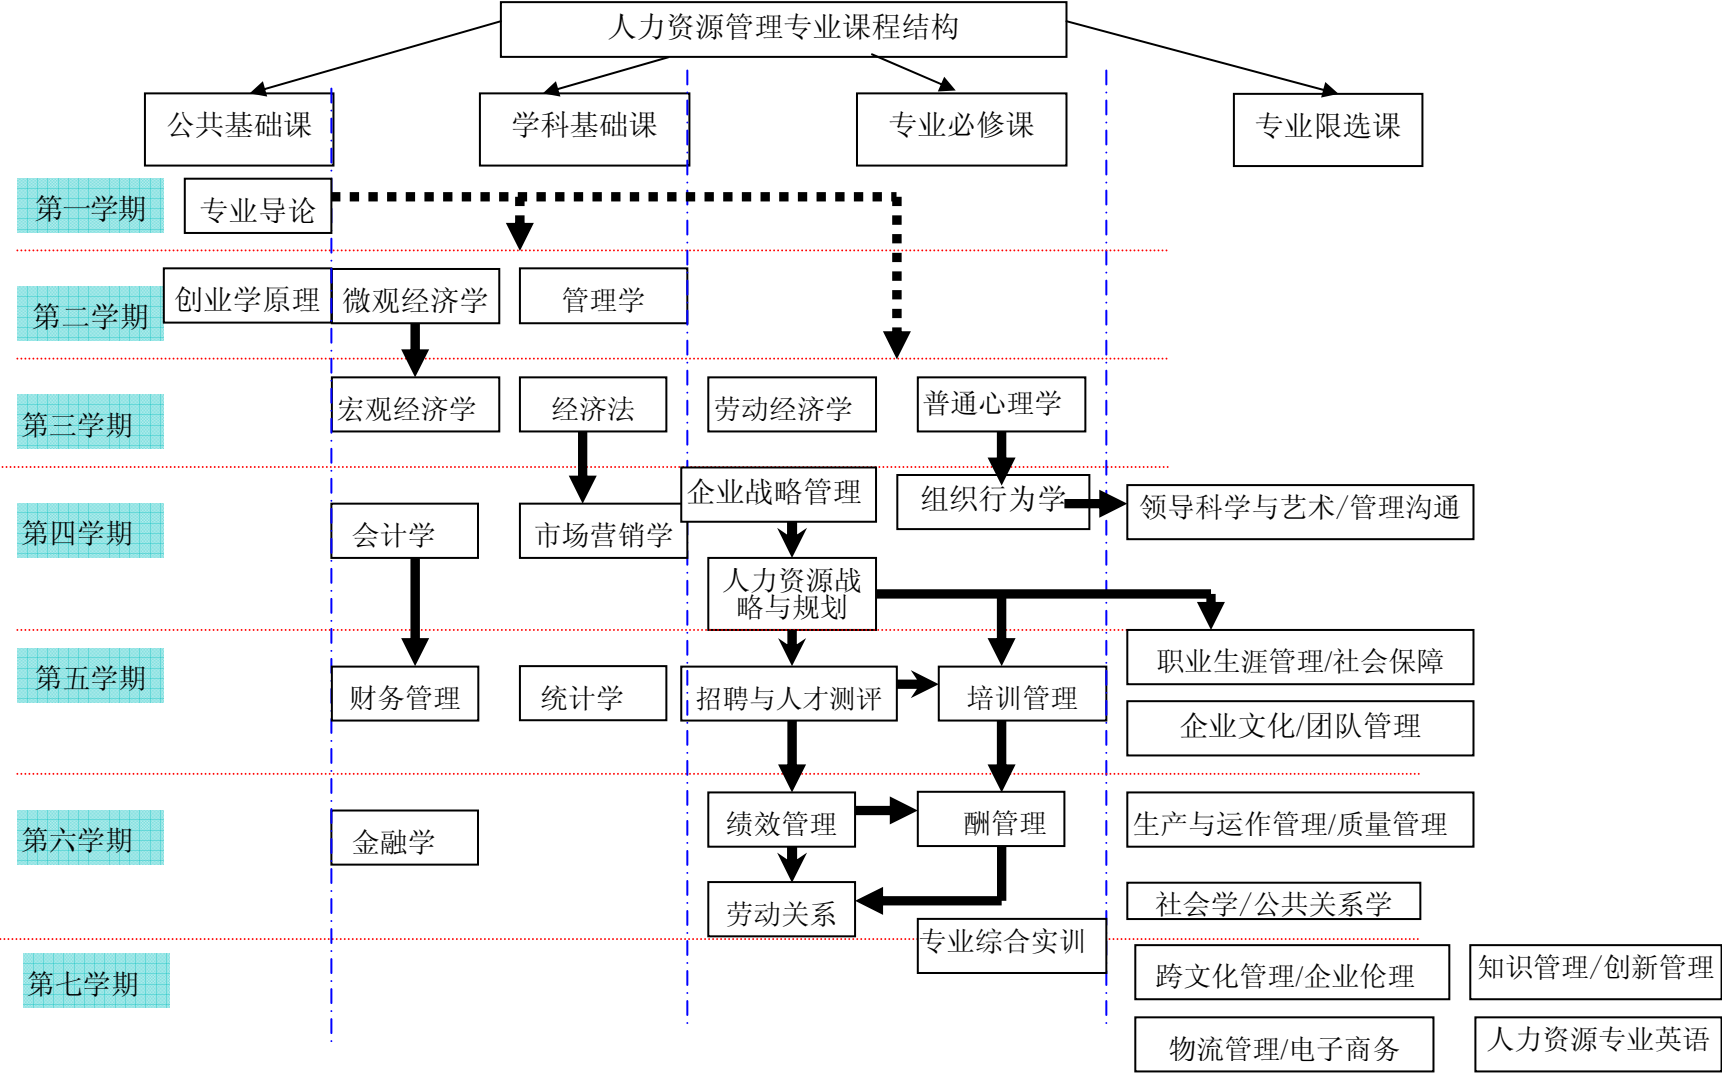 人力资源管理专业课程结构
公共基础课
学科基础课
专业必修课
专业限选课
第一学期
专业导论
第二学期
创业学原理
微观经济学
管理学
第三学期
宏观经济学
经济法
劳动经济学
普通心理学
第四学期
会计学
市场营销学
企业战略管理
组织行为学
领导科学与艺术/管理沟通
人力资源战
略与规划
第五学期
财务管理
统计学
招聘与人才测评
培训管理
职业生涯管理/社会保障
企业文化/团队管理
第六学期
金融学
绩效管理
酬管理
生产与运作管理/质量管理
劳动关系
社会学/公共关系学
专业综合实训
第七学期
跨文化管理/企业伦理
知识管理/创新管理
物流管理/电子商务
人力资源专业英语